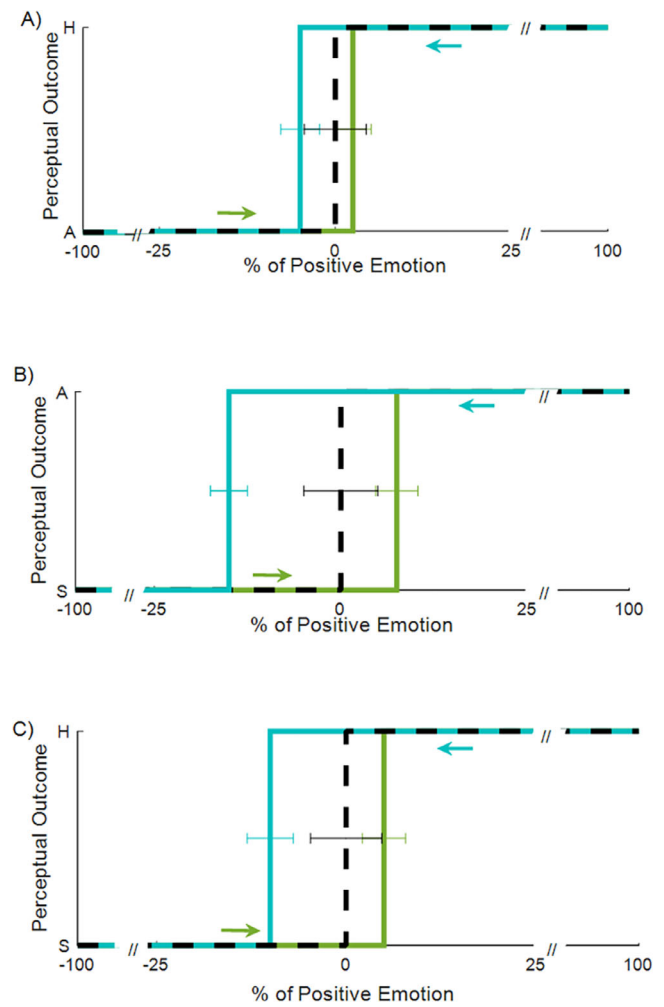 A)
H
Perceptual Outcome
A
-100 // -25 0 25 // 100
% of Positive Emotion
B)
A
Perceptual Outcome
S
-100 // -25 0 25 // 100
% of Positive Emotion
C)
H
Perceptual Outcome
S
-100 // -25 0 25 // 100
% of Positive Emotion